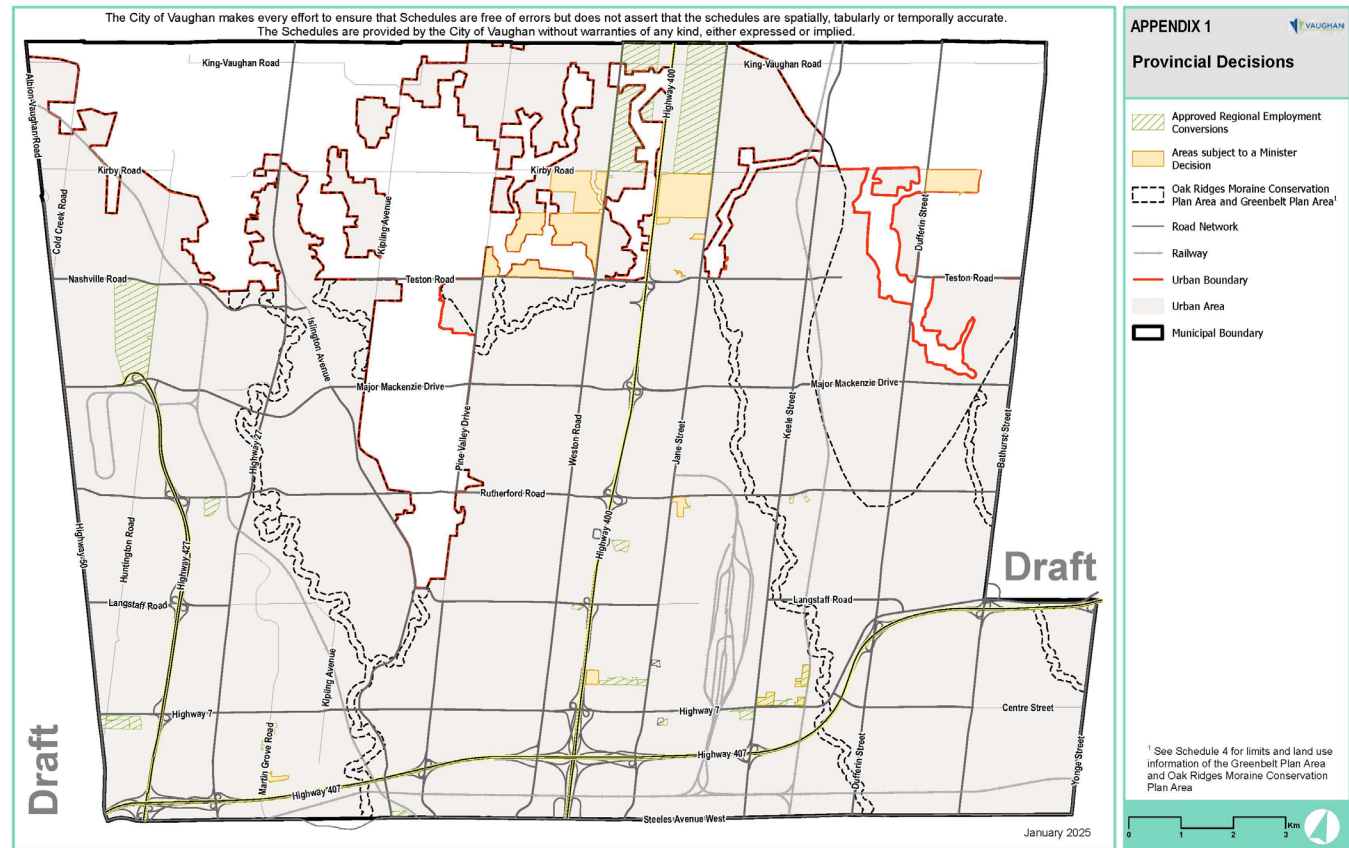 The City of Vaughan makes every effort to ensure that Schedules are free of errors but does not assert that the schedules are spatially, tabularly or temporally accurate.
The Schedules are provided by the City of Vaughan without warranties of any kind, either expressed or implied.
King-Vaughan Road
King-Vaughan Road
Albion-Vaughan Road
Highway 400
Kirby Road
Kirby Road
Cold Creek Road
Kipling Avenue
Dufferin Street
Nashville Road
Teston Road
Teston Road
Islington Avenue
Major Mackenzie Drive
Major Mackenzie Drive
Highway 27
Pine Valley Drive
Weston Road
Jane Street
Keele Street
Bathurst Street
Rutherford Road
Highway 50
Huntington Road
Highway 427
Highway 400
Draft
Langstaff Road
Langstaff Road
Kipling Avenue
Highway 7
Highway 7
Centre Street
Martin Grove Road
Highway 407
Highway 407
Dufferin Street
Yonge Street
Steeles Avenue West
Draft
January 2025
APPENDIX 1
VAUGHAN
Provincial Decisions
Approved Regional Employment
Conversions
Areas subject to a Minister
Decision
Oak Ridges Moraine Conservation
Plan Area and Greenbelt Plan Area¹
Road Network
Railway
Urban Boundary
Urban Area
Municipal Boundary
¹ See Schedule 4 for limits and land use
information of the Greenbelt Plan Area
and Oak Ridges Moraine Conservation
Plan Area
Km
0 1 2 3